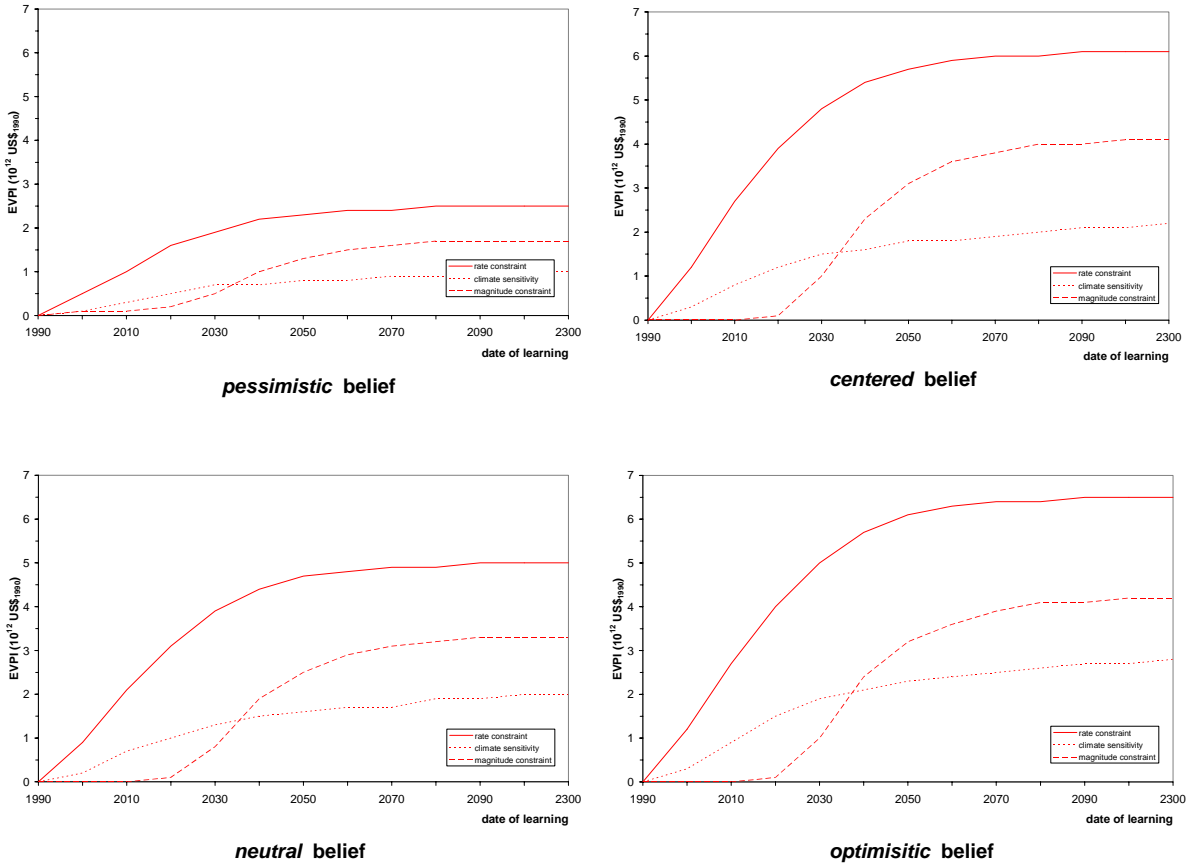 7
6
5
4
3
2
1
0
EVPI (10¹² US$₁₉₉₀)
rate constraint
climate sensitivity
magnitude constraint
1990 2010 2030 2050 2070 2090 2300
date of learning
pessimistic belief
7
6
5
4
3
2
1
0
EVPI (10¹² US$₁₉₉₀)
rate constraint
climate sensitivity
magnitude constraint
1990 2010 2030 2050 2070 2090 2300
date of learning
centered belief
7
6
5
4
3
2
1
0
EVPI (10¹² US$₁₉₉₀)
rate constraint
climate sensitivity
magnitude constraint
1990 2010 2030 2050 2070 2090 2300
date of learning
neutral belief
7
6
5
4
3
2
1
0
EVPI (10¹² US$₁₉₉₀)
rate constraint
climate sensitivity
magnitude constraint
1990 2010 2030 2050 2070 2090 2300
date of learning
optimisitic belief